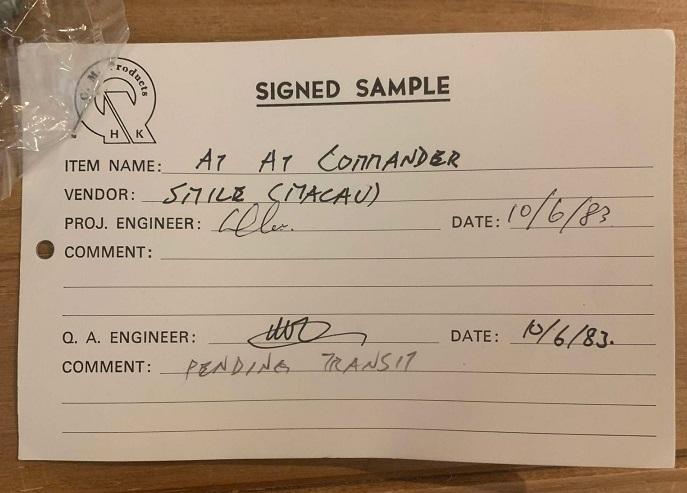 G. M. Products
H K
SIGNED SAMPLE
ITEM NAME: AT AT COMMANDER
VENDOR: SMILE (MACAU)
PROJ. ENGINEER: DATE: 10/6/83
COMMENT:
Q. A. ENGINEER: DATE: 10/6/83.
COMMENT: PENDING TRANSIT